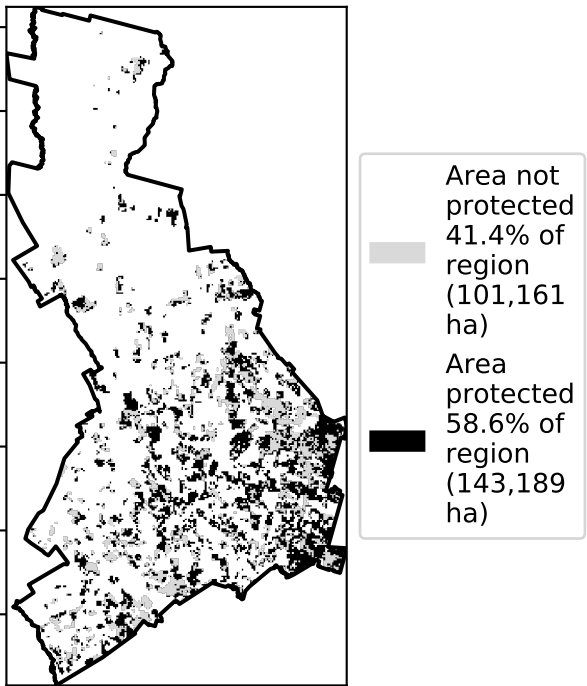 Area not
protected
41.4% of
region
(101,161
ha)
Area
protected
58.6% of
region
(143,189
ha)